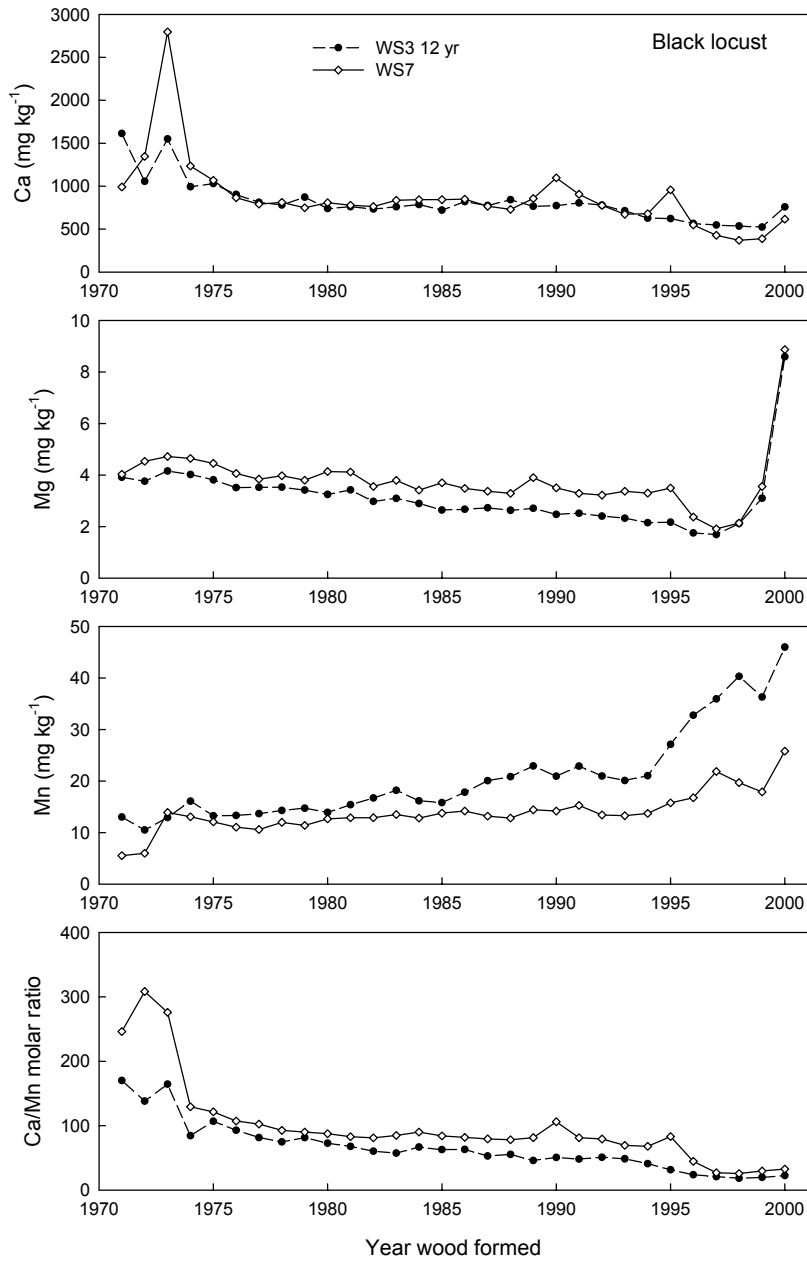 Black locust
WS3 12 yr
WS7
Ca (mg kg⁻¹)
3000
2500
2000
1500
1000
500
0
1970 1975 1980 1985 1990 1995 2000
Mg (mg kg⁻¹)
10
8
6
4
2
0
1970 1975 1980 1985 1990 1995 2000
Mn (mg kg⁻¹)
50
40
30
20
10
0
1970 1975 1980 1985 1990 1995 2000
Ca/Mn molar ratio
400
300
200
100
0
1970 1975 1980 1985 1990 1995 2000
Year wood formed